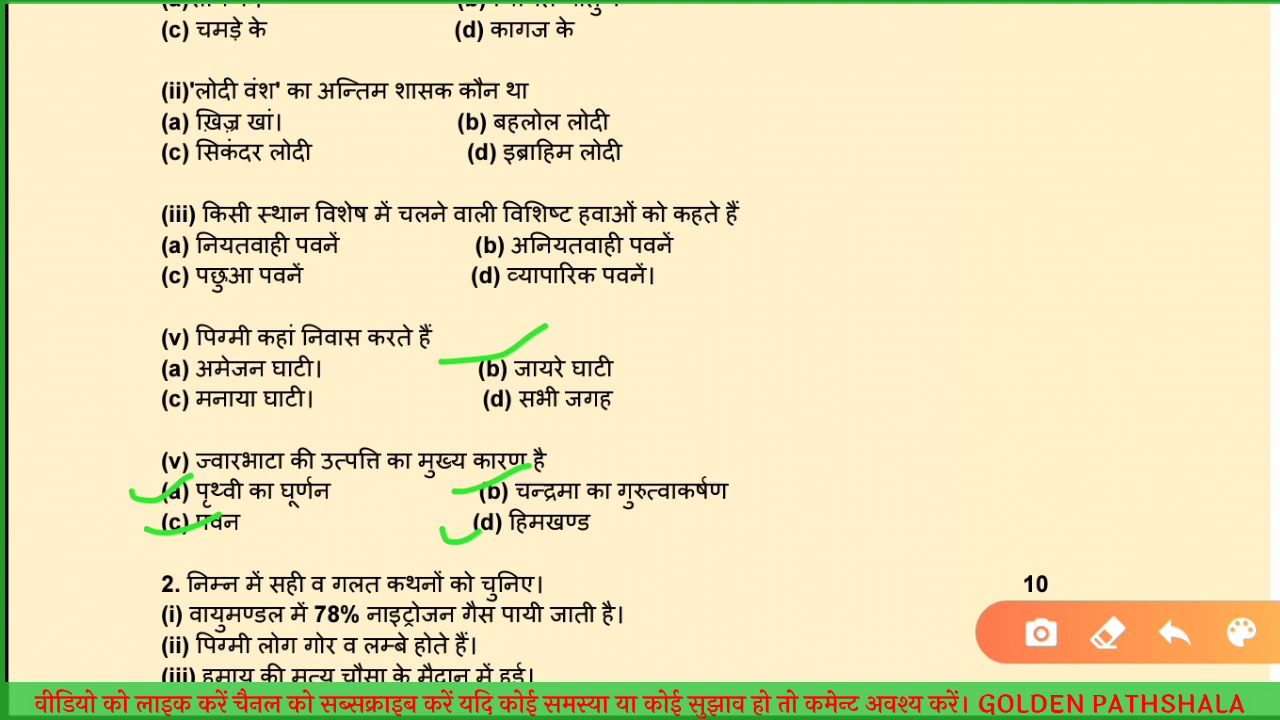 (c) चमड़े के (d) कागज के
(ii)'लोदी वंश' का अन्तिम शासक कौन था
(a) ख़िज़्र खां। (b) बहलोल लोदी
(c) सिकंदर लोदी (d) इब्राहिम लोदी
(iii) किसी स्थान विशेष में चलने वाली विशिष्ट हवाओं को कहते हैं
(a) नियतवाही पवनें (b) अनियतवाही पवनें
(c) पछुआ पवनें (d) व्यापारिक पवनें।
(v) पिग्मी कहां निवास करते हैं
(a) अमेजन घाटी। (b) जायरे घाटी
(c) मनाया घाटी। (d) सभी जगह
(v) ज्वारभाटा की उत्पत्ति का मुख्य कारण है
(a) पृथ्वी का घूर्णन (b) चन्द्रमा का गुरुत्वाकर्षण
(c) पवन (d) हिमखण्ड
2. निम्न में सही व गलत कथनों को चुनिए। 10
(i) वायुमण्डल में 78% नाइट्रोजन गैस पायी जाती है।
(ii) पिग्मी लोग गोर व लम्बे होते हैं।
(iii) हुमायू की मृत्यु चौसा के मैदान में हुई।
वीडियो को लाइक करें चैनल को सब्सक्राइब करें यदि कोई समस्या या कोई सुझाव हो तो कमेन्ट अवश्य करें। GOLDEN PATHSHALA